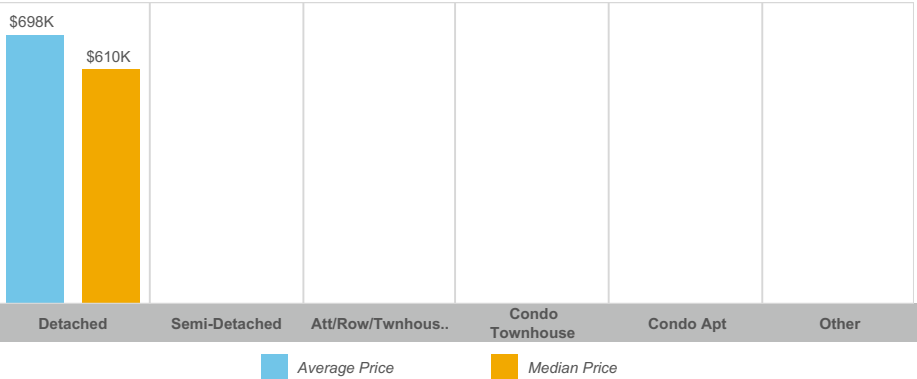 $698K
$610K
Detached
Semi-Detached
Att/Row/Twnhous..
Condo
Townhouse
Condo Apt
Other
Average Price
Median Price